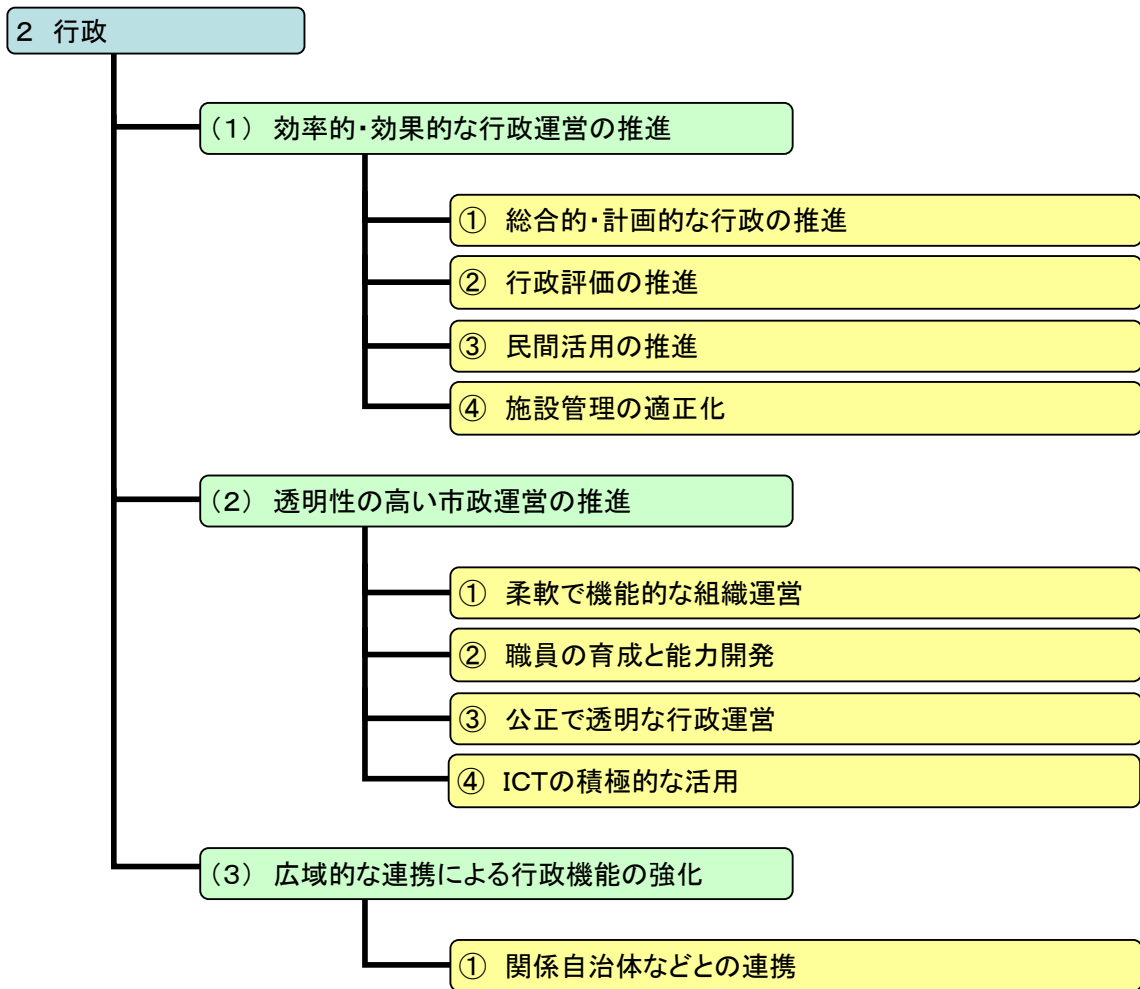 ２　行政
（１）　効率的・効果的な行政運営の推進
①　総合的・計画的な行政の推進
②　行政評価の推進
③　民間活用の推進
④　施設管理の適正化
（２）　透明性の高い市政運営の推進
①　柔軟で機能的な組織運営
②　職員の育成と能力開発
③　公正で透明な行政運営
④　ICTの積極的な活用
（３）　広域的な連携による行政機能の強化
①　関係自治体などとの連携